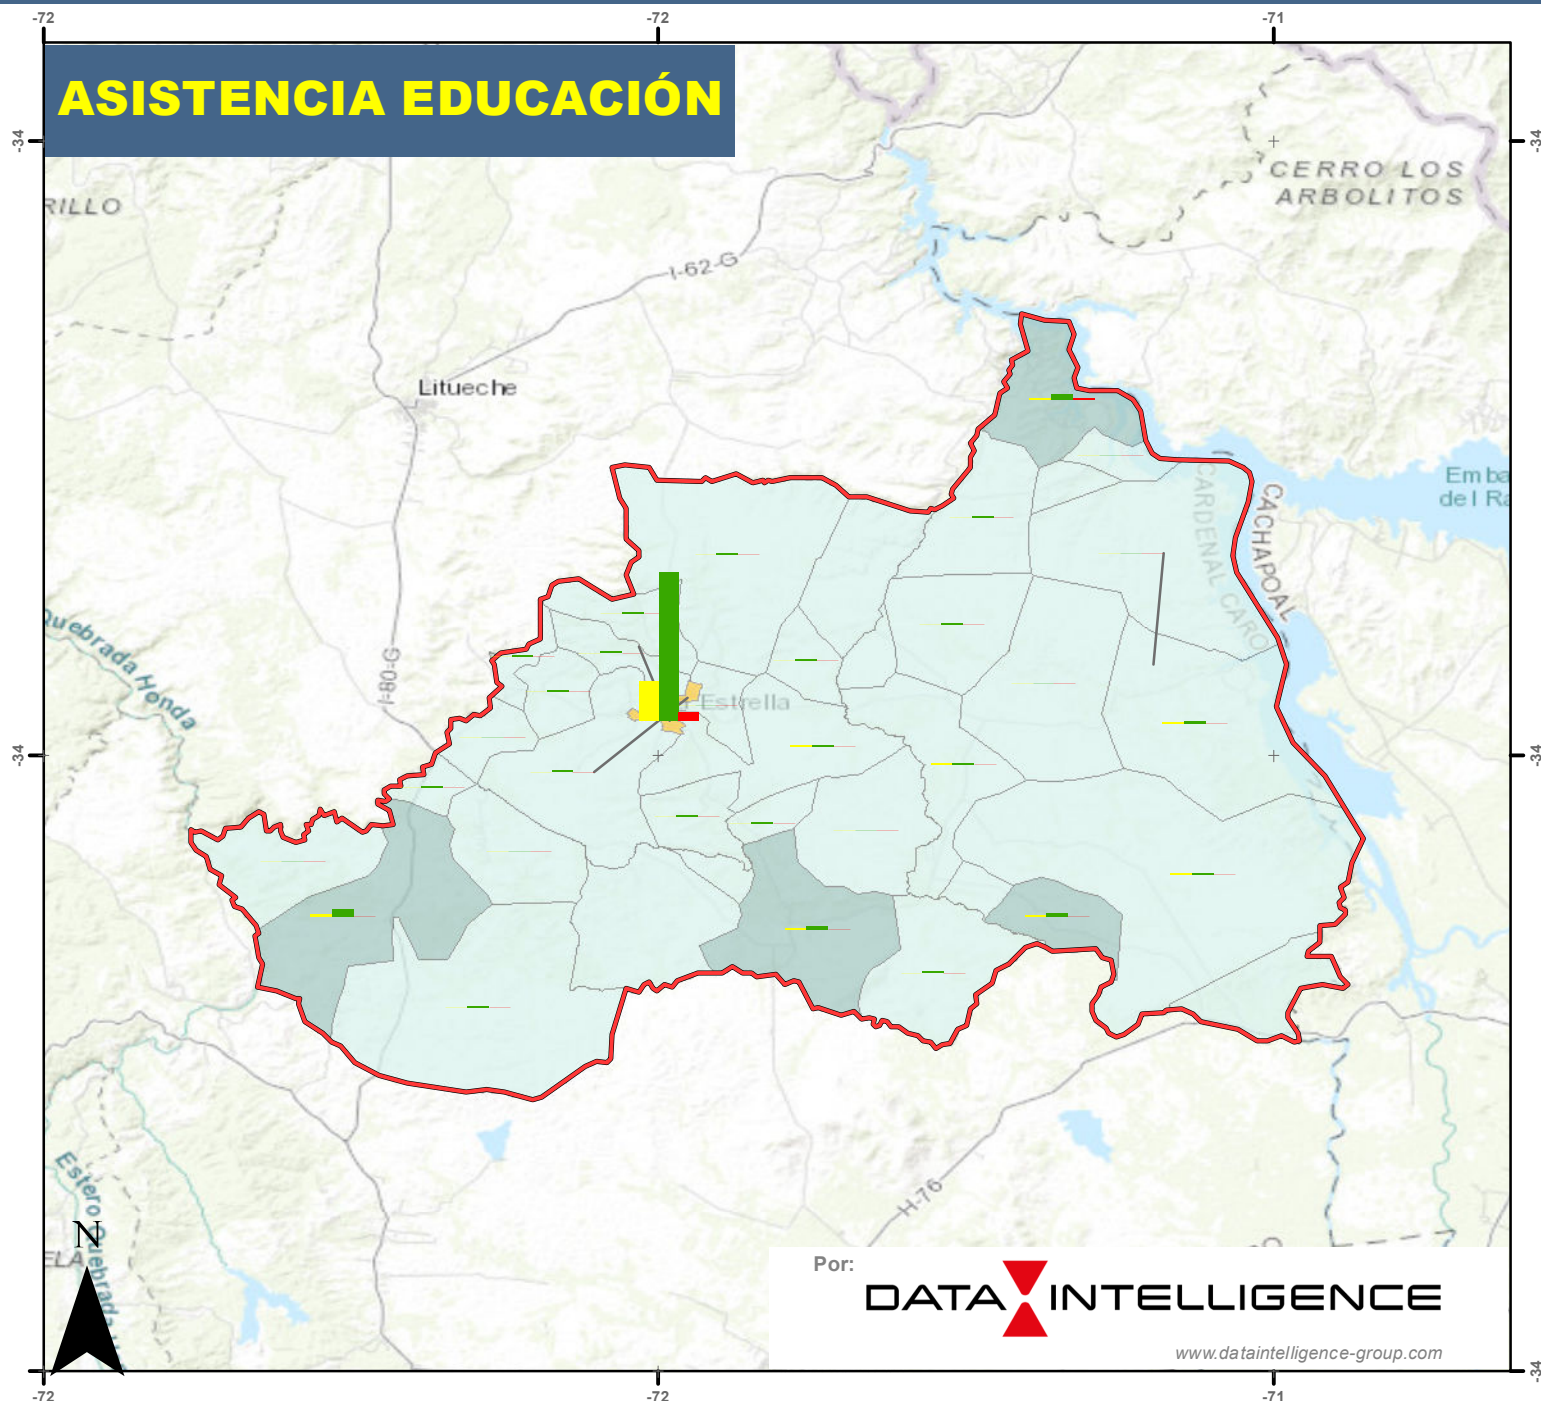 -72
-72
-71
ASISTENCIA EDUCACIÓN
-34
-34
CERRO LOS
ARBOLITOS
RILLO
I-62-G
Litueche
Emba
del Ra
CACHAPOAL
CARDENAL CARO
Quebrada Honda
I-80-G
Estrella
-34
-34
Estero Quebrada
H-76
N
ELA
Por:
DATA INTELLIGENCE
www.dataintelligence-group.com
-34
-72
-72
-71